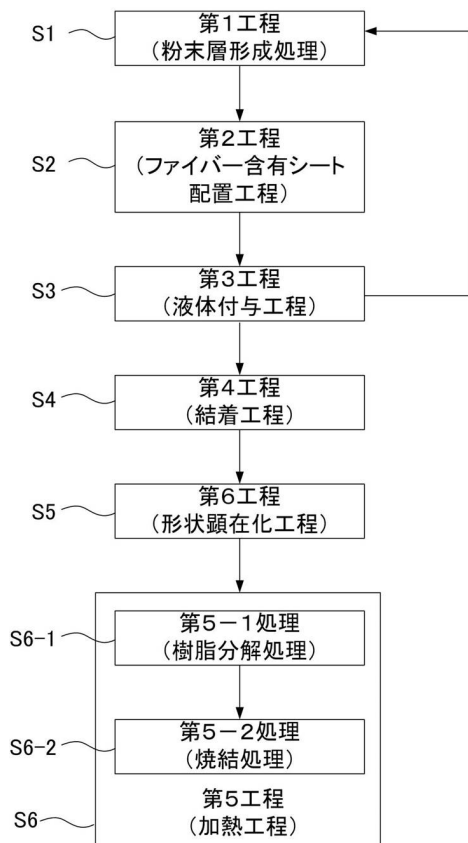 S1
第1工程
(粉末層形成処理)
S2
第2工程
(ファイバー含有シート
配置工程)
S3
第3工程
(液体付与工程)
S4
第4工程
(結着工程)
S5
第6工程
(形状顕在化工程)
S6-1
第5-1処理
(樹脂分解処理)
S6-2
第5-2処理
(焼結処理)
S6
第5工程
(加熱工程)